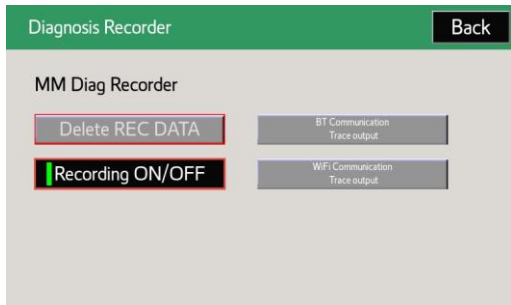 Diagnosis Recorder
Back
MM Diag Recorder
Delete REC DATA
BT Communication
Trace output
Recording ON/OFF
WiFi Communication
Trace output